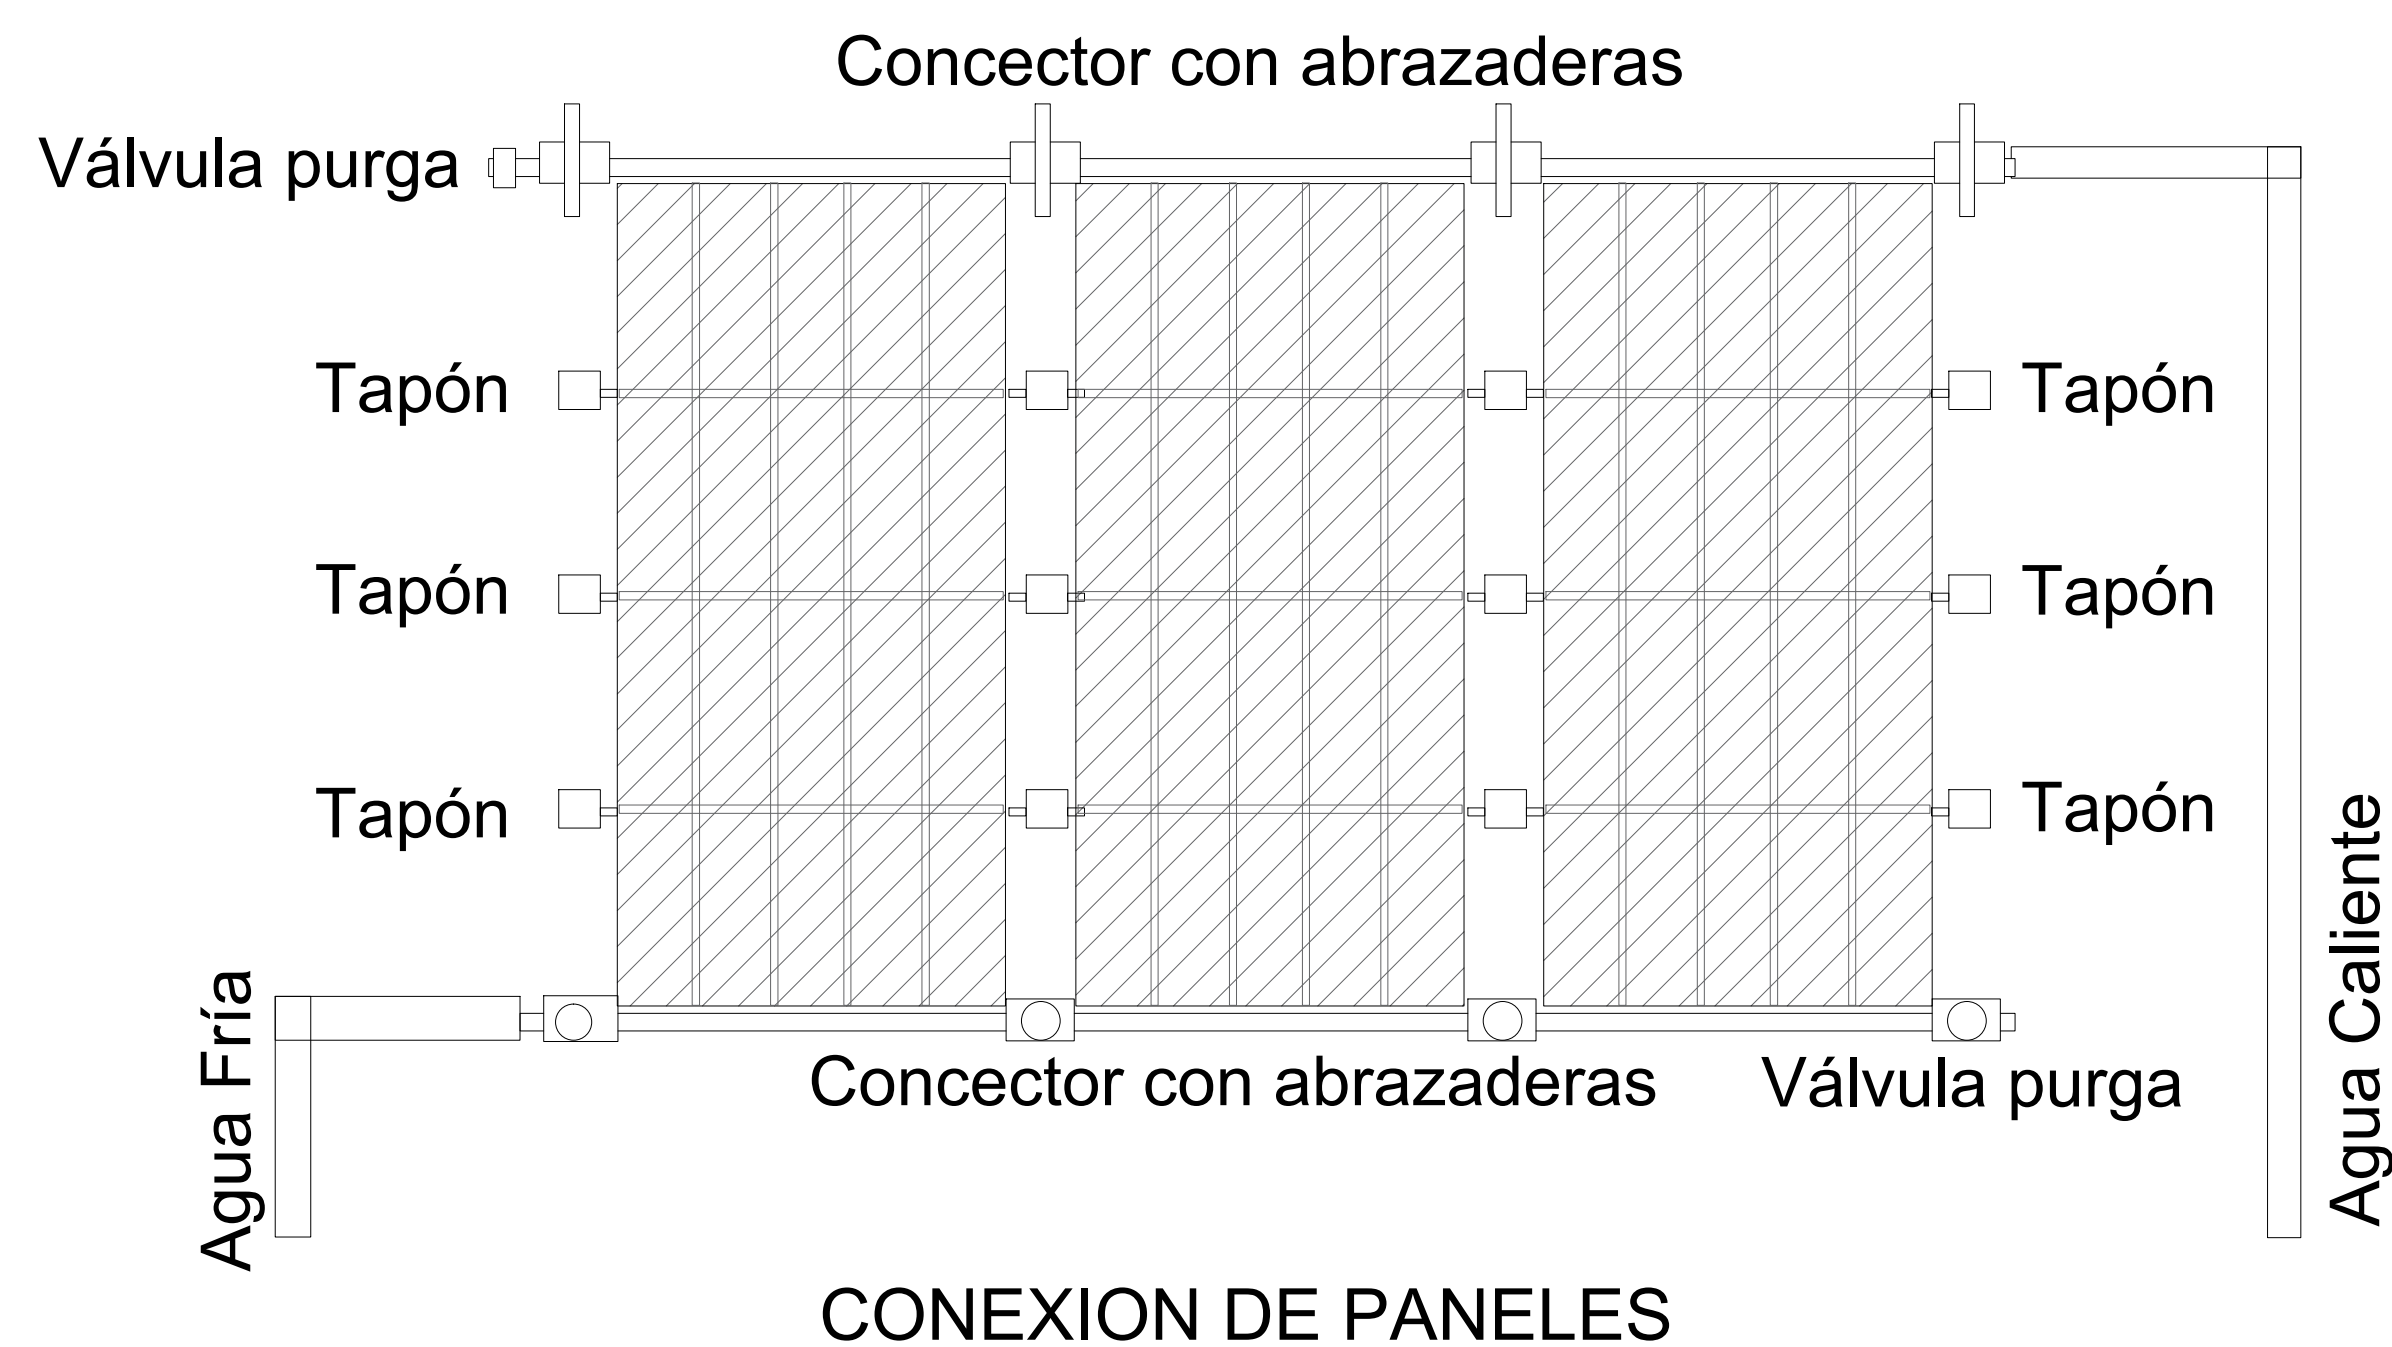 Concector con abrazaderas
Válvula purga
Tapón
Tapón
Tapón
Tapón
Tapón
Tapón
Agua Fría
Agua Caliente
Concector con abrazaderas
Válvula purga
CONEXION DE PANELES